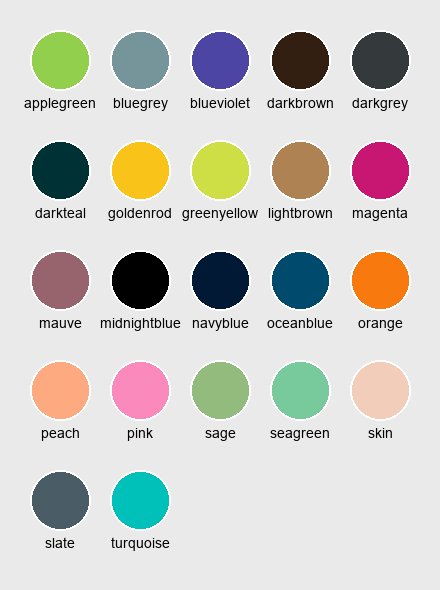 applegreen bluegrey blueviolet darkbrown darkgrey
darkteal goldenrod greenyellow lightbrown magenta
mauve midnightblue navyblue oceanblue orange
peach pink sage seagreen skin
slate turquoise